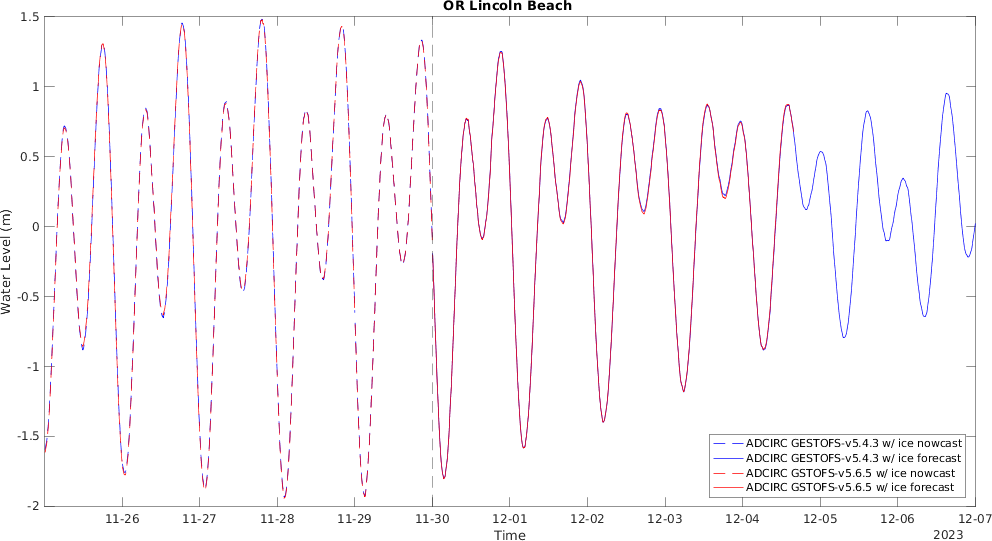 OR Lincoln Beach
1.5
1
0.5
0
-0.5
-1
-1.5
-2
Water Level (m)
11-26 11-27 11-28 11-29 11-30 12-01 12-02 12-03 12-04 12-05 12-06 12-07
Time
2023
ADCIRC GESTOFS-v5.4.3 w/ ice nowcast
ADCIRC GESTOFS-v5.4.3 w/ ice forecast
ADCIRC GSTOFS-v5.6.5 w/ ice nowcast
ADCIRC GSTOFS-v5.6.5 w/ ice forecast